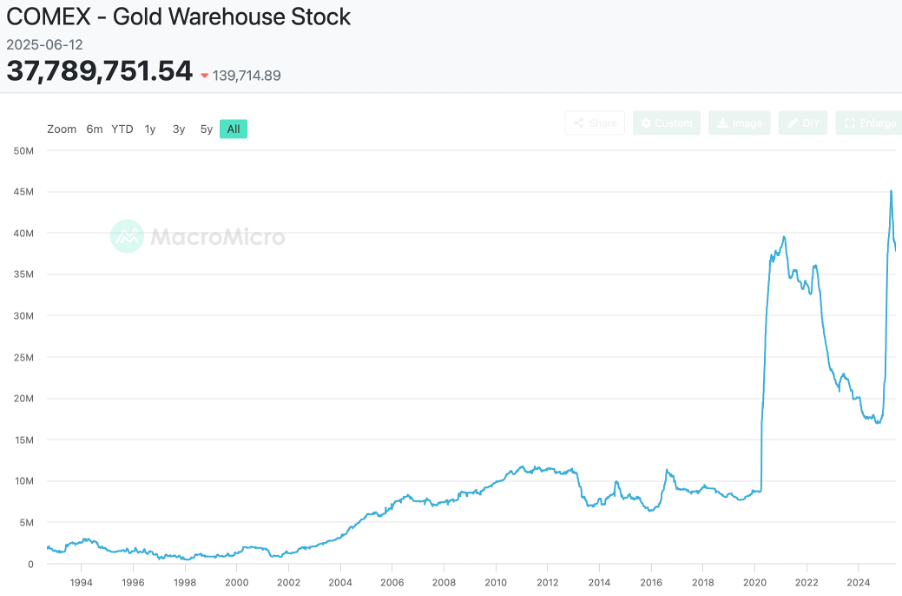 COMEX - Gold Warehouse Stock
2025-06-12
37,789,751.54 139,714.89
Zoom 6m YTD 1y 3y 5y All
Share Custom Image DIY Enlarge
50M
45M
MacroMicro
40M
35M
30M
25M
20M
15M
10M
5M
0
1994 1996 1998 2000 2002 2004 2006 2008 2010 2012 2014 2016 2018 2020 2022 2024